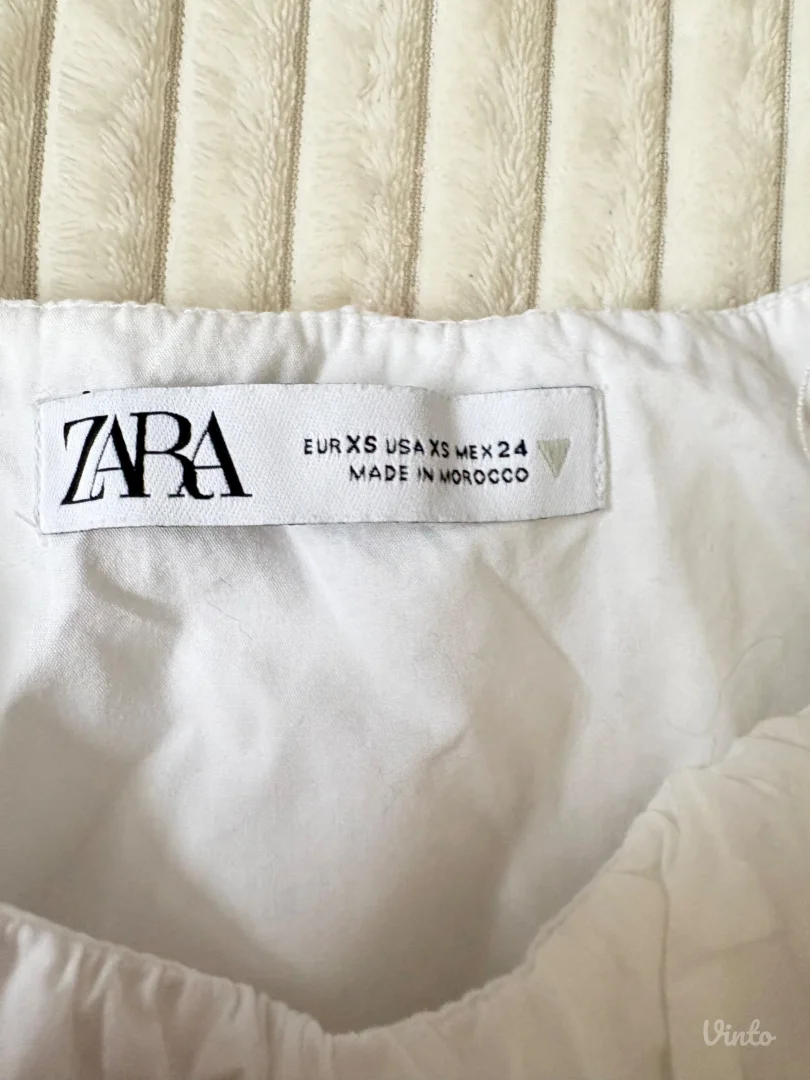 ZARA
EUR XS USA XS MEX 24
MADE IN MOROCCO
Vinto